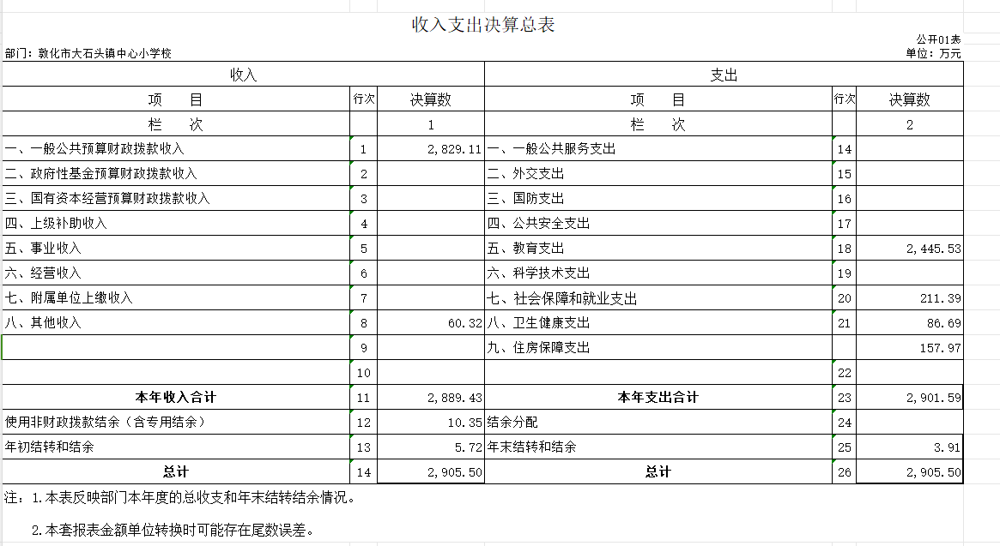 收入支出决算总表
公开01表
部门：敦化市大石头镇中心小学校 单位：万元
收入 支出
项 目 行次 决算数 项 目 行次 决算数
栏 次 1 栏 次 2
一、一般公共预算财政拨款收入 1 2,829.11 一、一般公共服务支出 14
二、政府性基金预算财政拨款收入 2 二、外交支出 15
三、国有资本经营预算财政拨款收入 3 三、国防支出 16
四、上级补助收入 4 四、公共安全支出 17
五、事业收入 5 五、教育支出 18 2,445.53
六、经营收入 6 六、科学技术支出 19
七、附属单位上缴收入 7 七、社会保障和就业支出 20 211.39
八、其他收入 8 60.32 八、卫生健康支出 21 86.69
9 九、住房保障支出 157.97
10 22
本年收入合计 11 2,889.43 本年支出合计 23 2,901.59
使用非财政拨款结余（含专用结余） 12 10.35 结余分配 24
年初结转和结余 13 5.72 年末结转和结余 25 3.91
总计 14 2,905.50 总计 26 2,905.50
注：1.本表反映部门本年度的总收支和年末结转结余情况。
2.本套报表金额单位转换时可能存在尾数误差。